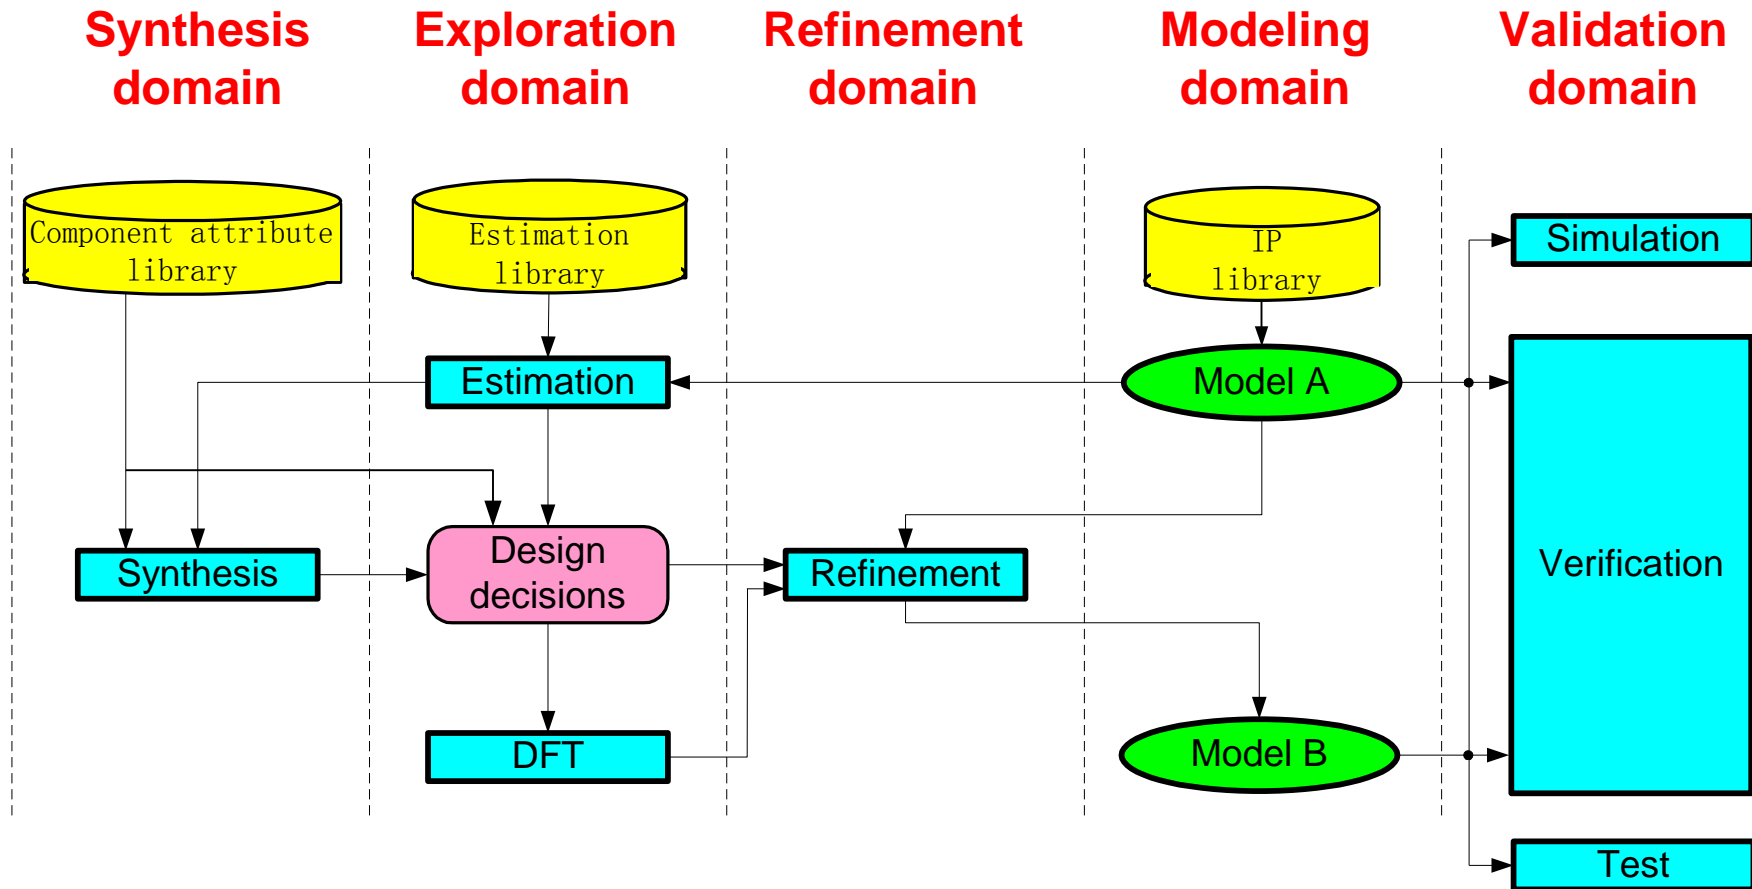 Synthesis
domain
Exploration
domain
Refinement
domain
Modeling
domain
Validation
domain
Component attribute
library
Estimation
library
IP
library
Simulation
Estimation
Model A
Verification
Synthesis
Design
decisions
Refinement
DFT
Model B
Test